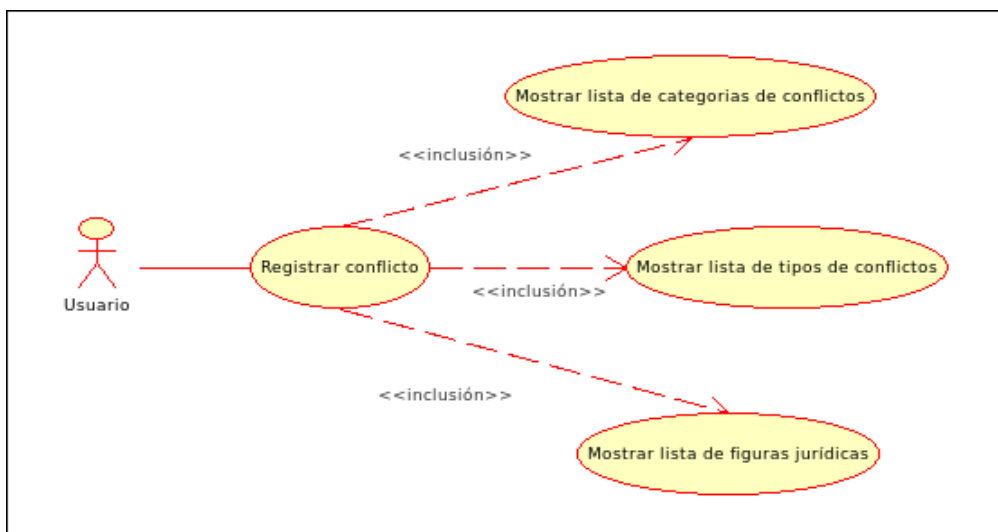 Mostrar lista de categorias de conflictos
<<inclusión>>
Registrar conflicto
Mostrar lista de tipos de conflictos
<<inclusión>>
Usuario
<<inclusión>>
Mostrar lista de figuras jurídicas